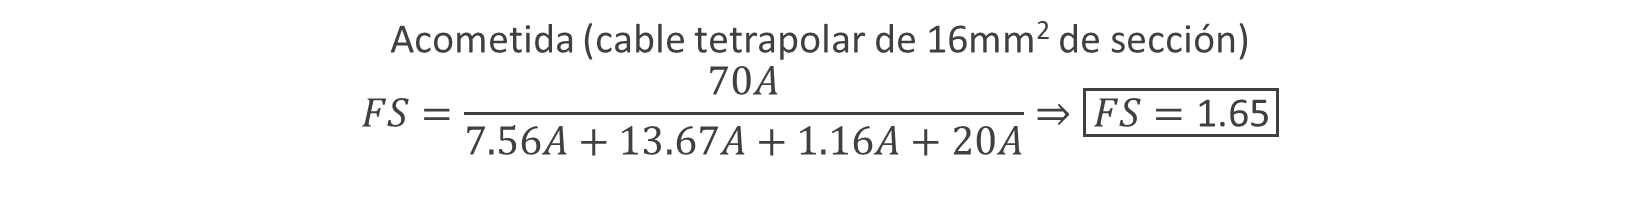 Acometida (cable tetrapolar de 16mm² de sección)
70A
FS = ⇒ FS = 1.65
7.56A + 13.67A + 1.16A + 20A